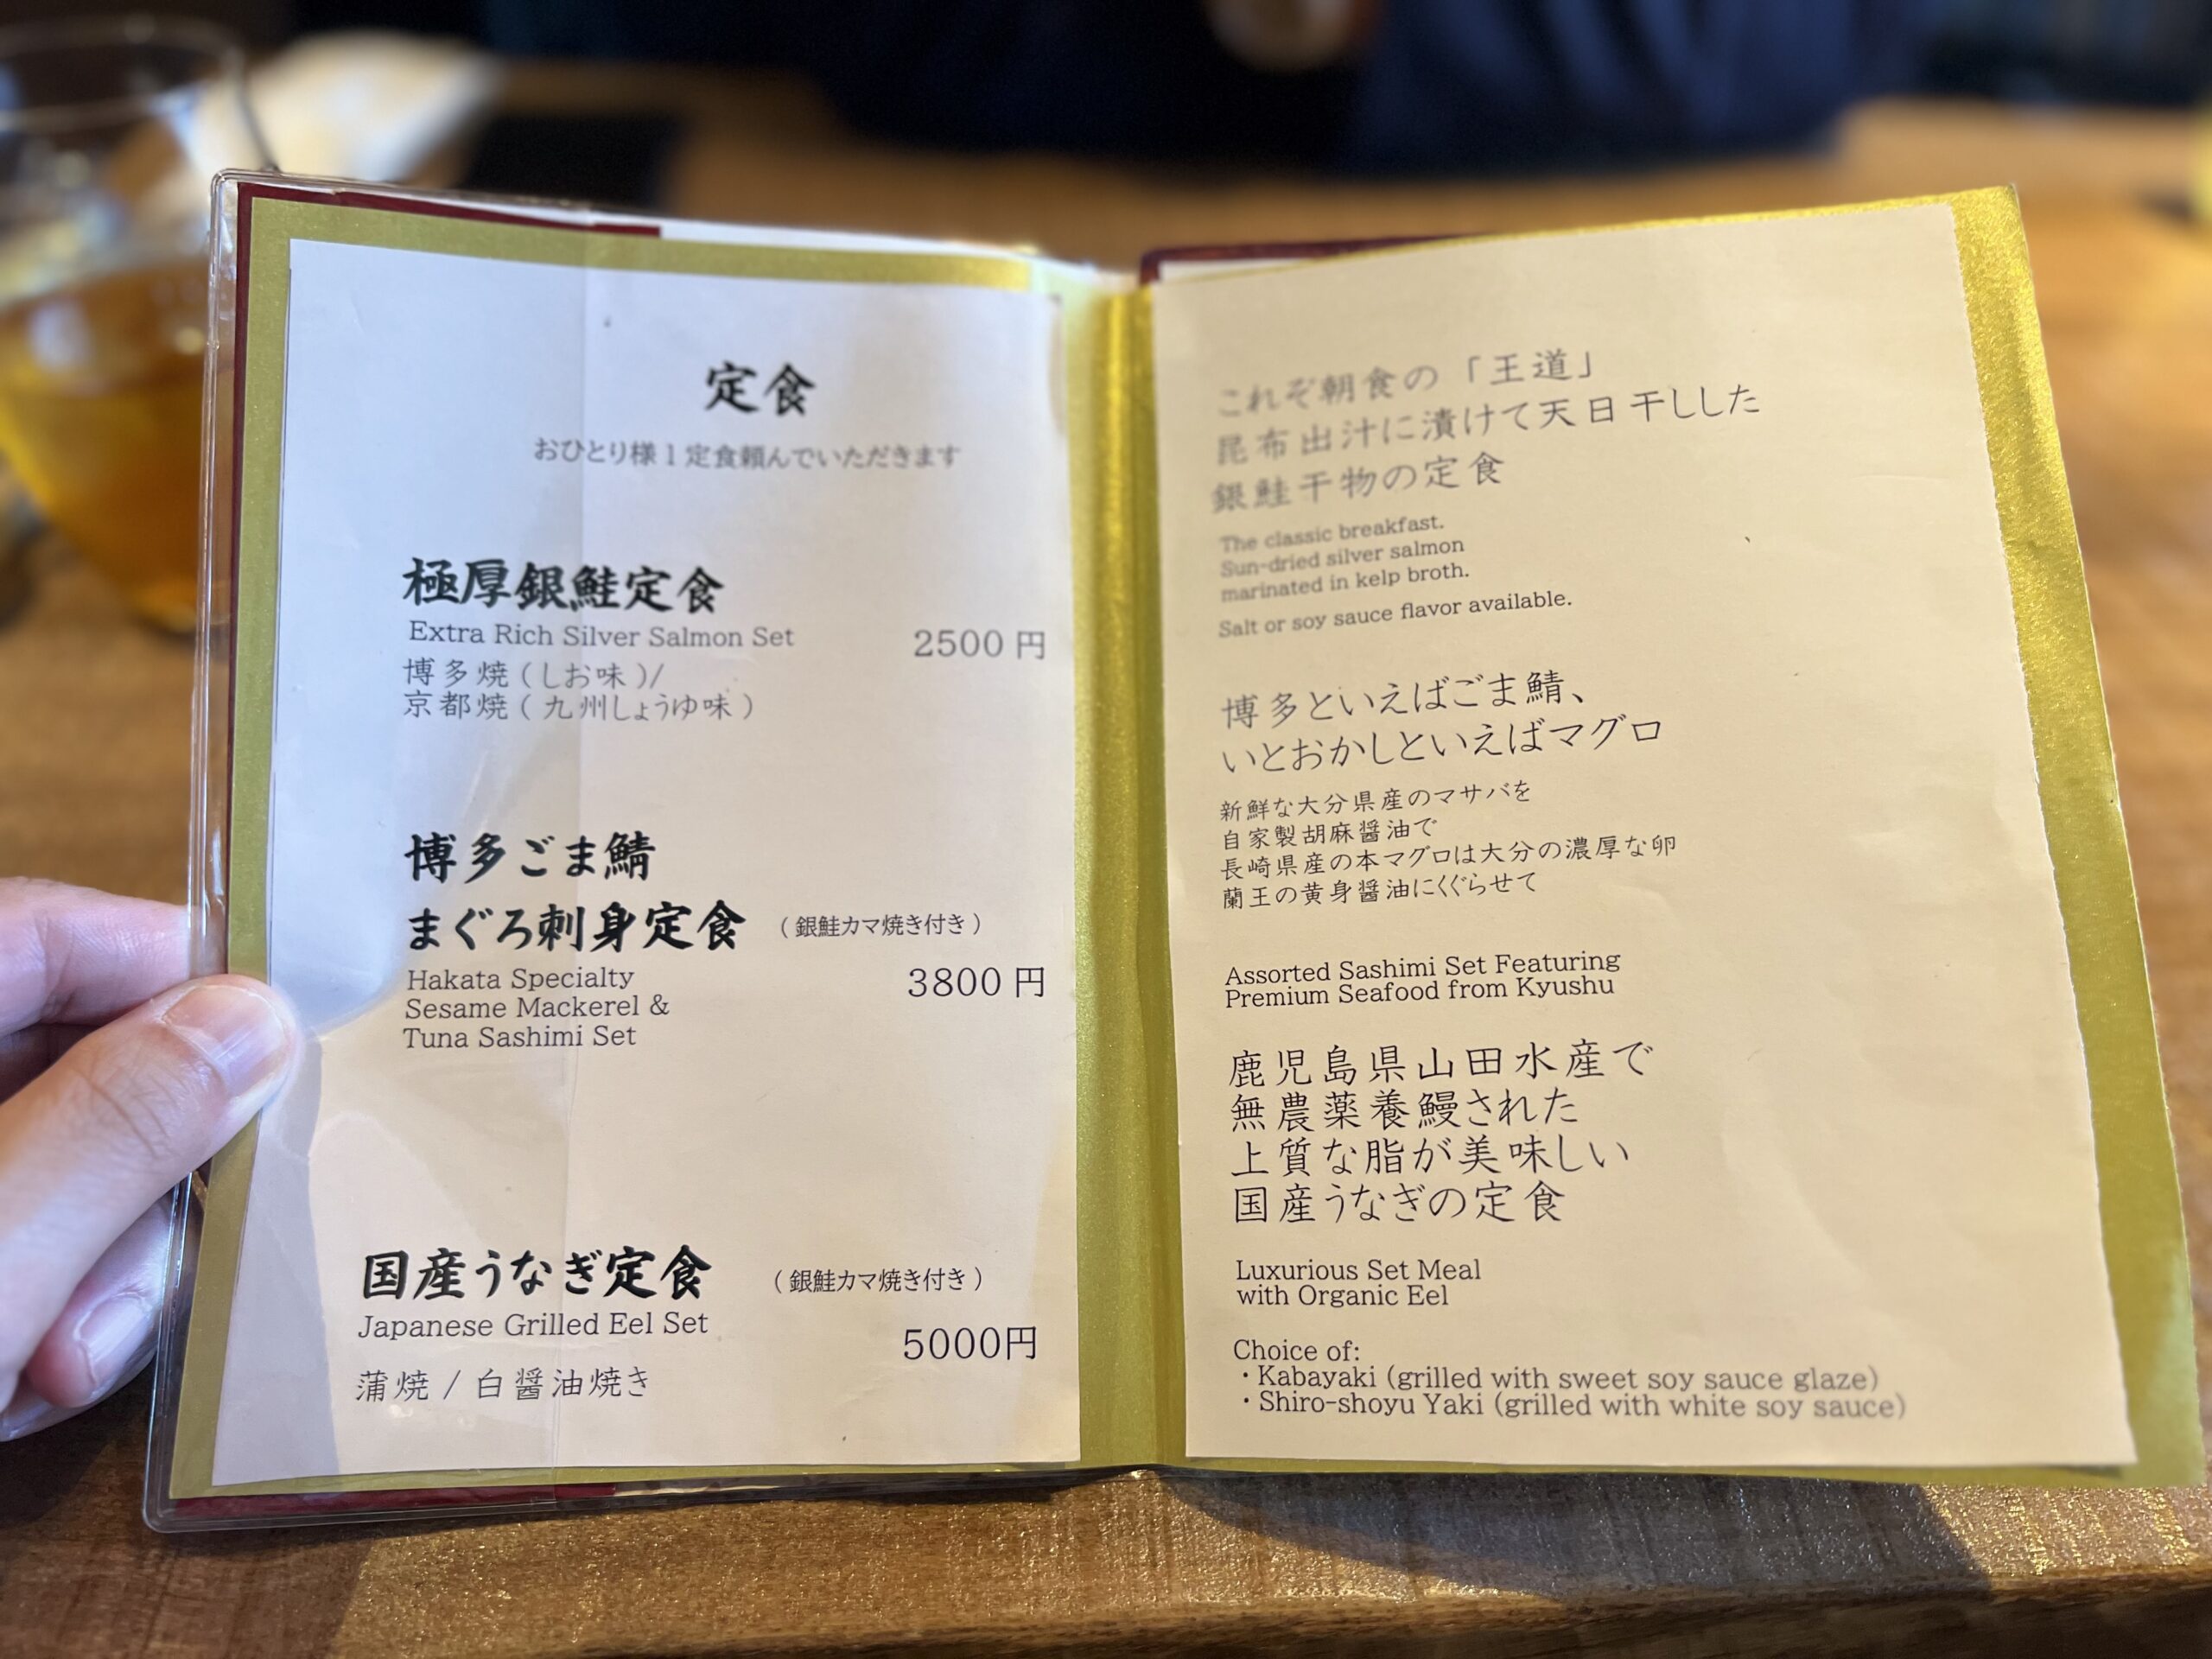 定食
おひとり様1定食頼んでいただきます
極厚銀鮭定食
Extra Rich Silver Salmon Set
2500 円
博多焼(しお味)/
京都焼(九州しょうゆ味)
博多ごま鯖
まぐろ刺身定食 (銀鮭カマ焼き付き)
Hakata Specialty
Sesame Mackerel &
Tuna Sashimi Set
3800 円
国産うなぎ定食 (銀鮭カマ焼き付き)
Japanese Grilled Eel Set
5000円
蒲焼 / 白醤油焼き
これぞ朝食の「王道」
昆布出汁に漬けて天日干しした
銀鮭干物の定食
The classic breakfast.
Sun-dried silver salmon
marinated in kelp broth.
Salt or soy sauce flavor available.
博多といえばごま鯖、
いとおかしといえばマグロ
新鮮な大分県産のマサバを
自家製胡麻醤油で
長崎県産の本マグロは大分の濃厚な卵
蘭王の黄身醤油にくぐらせて
Assorted Sashimi Set Featuring
Premium Seafood from Kyushu
鹿児島県山田水産で
無農薬養鰻された
上質な脂が美味しい
国産うなぎの定食
Luxurious Set Meal
with Organic Eel
Choice of:
・Kabayaki (grilled with sweet soy sauce glaze)
・Shiro-shoyu Yaki (grilled with white soy sauce)